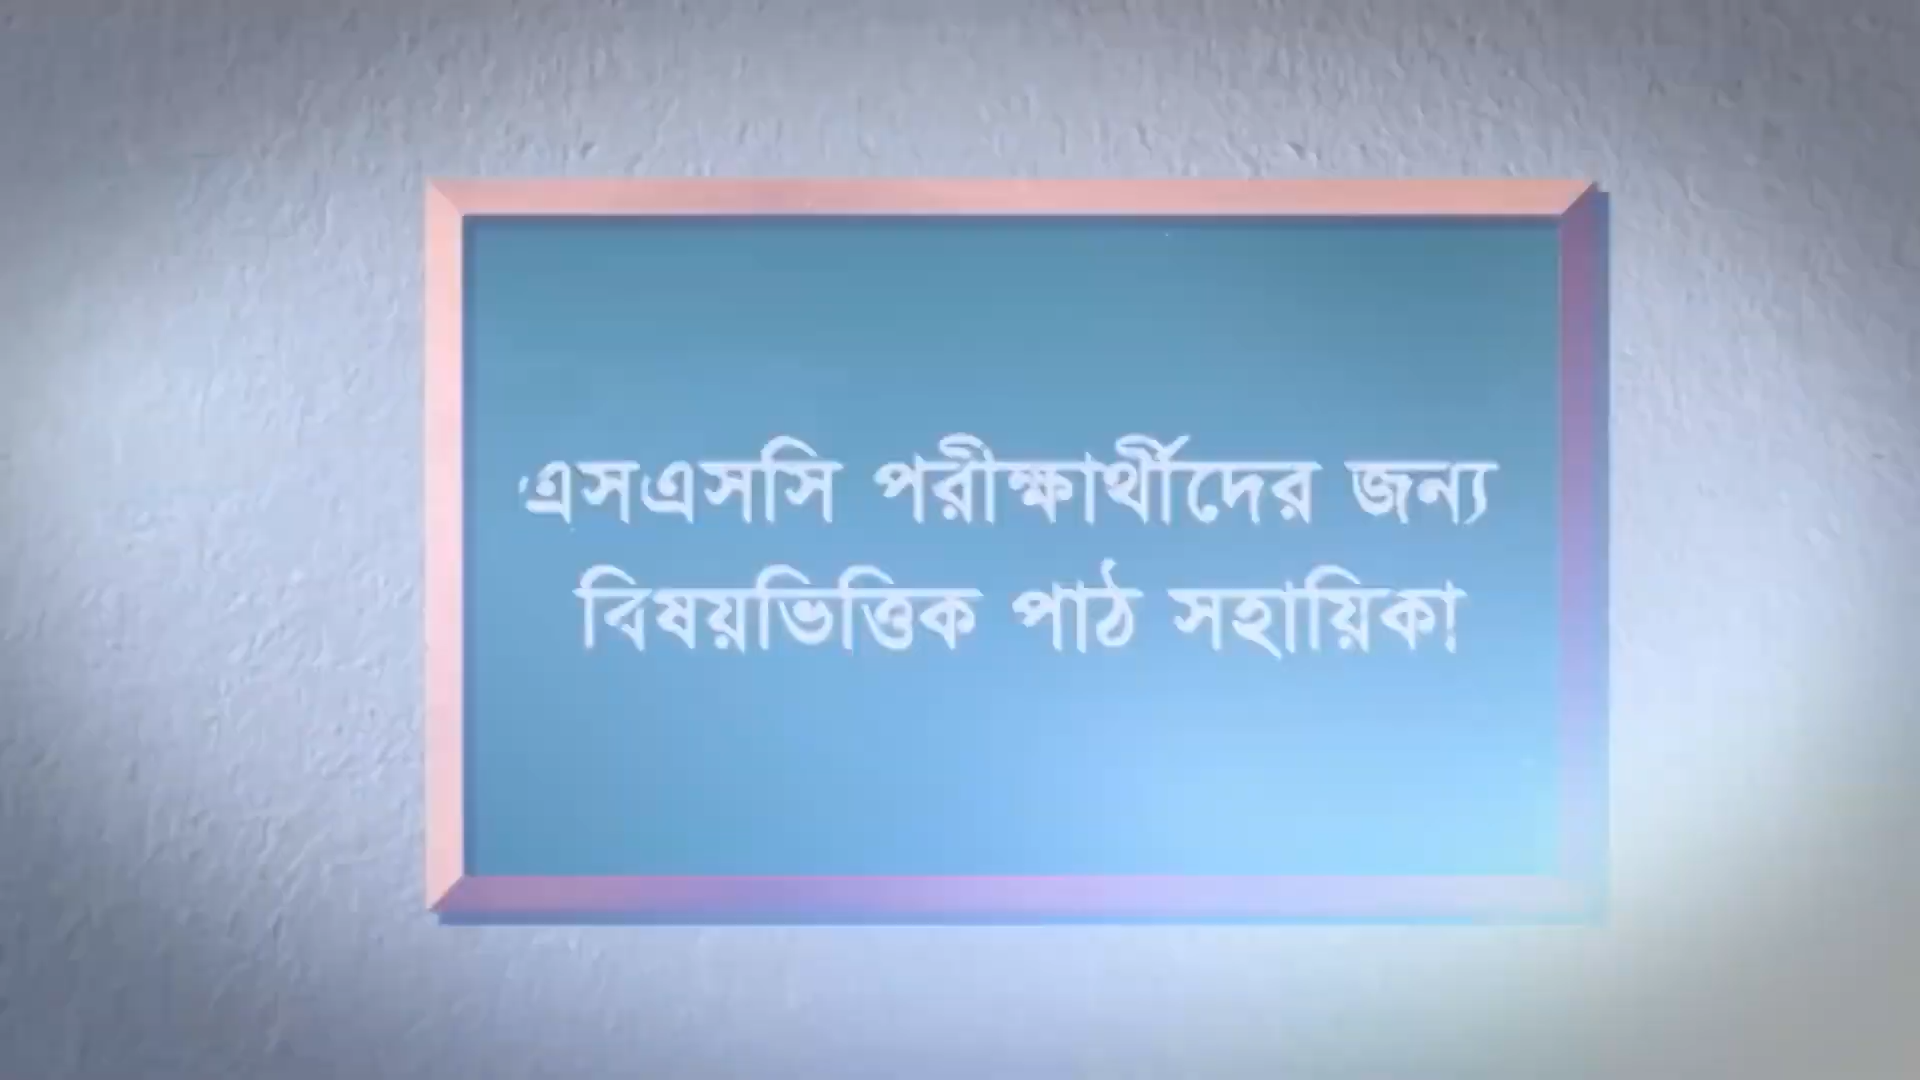 এসএসসি পরীক্ষার্থীদের জন্য
বিষয়ভিত্তিক পাঠ সহায়িকা